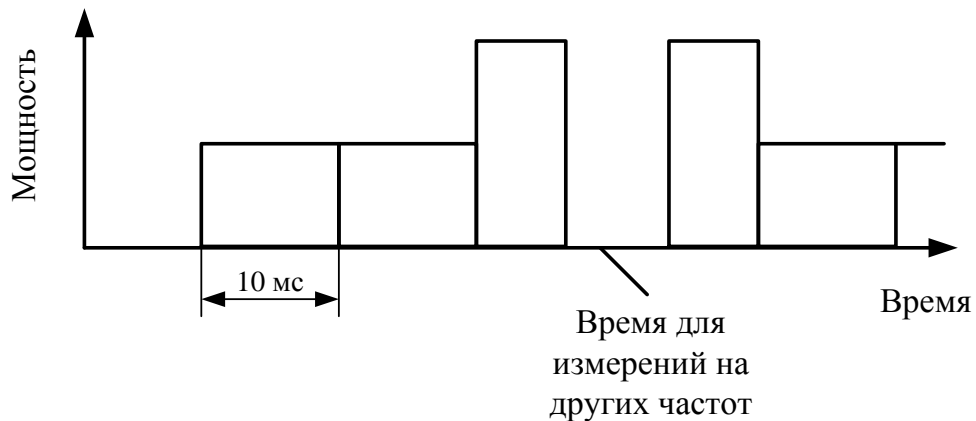 Мощность
10 мс
Время
Время для
измерений на
других частот